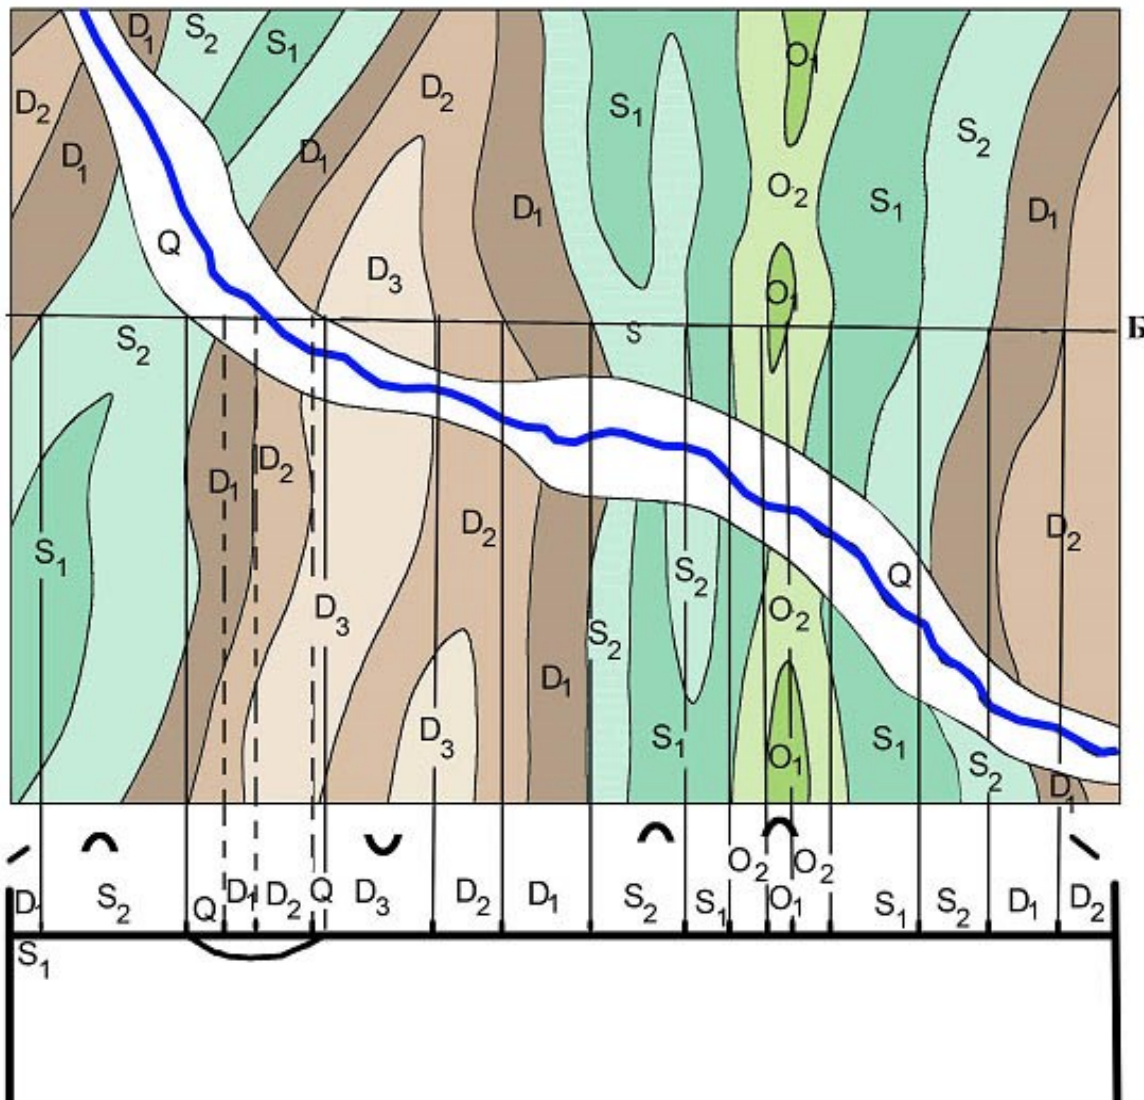 D₁ S₂ S₁ O₁
D₂ D₂ S₁ S₂
D₁ D₁ O₂ S₁ D₁
Q D₁
D₃ O₁
S₂ S Б
D₁ D₂
S₁ D₂ D₂
S₂ Q
D₃ S₂ O₂
D₁
D₃ S₁ O₁ S₁ S₂
D₁
O₂ O₂
D₁ S₂ Q D₁ D₂ Q D₃ D₂ D₁ S₂ S₁ O₁ S₁ S₂ D₁ D₂
S₁